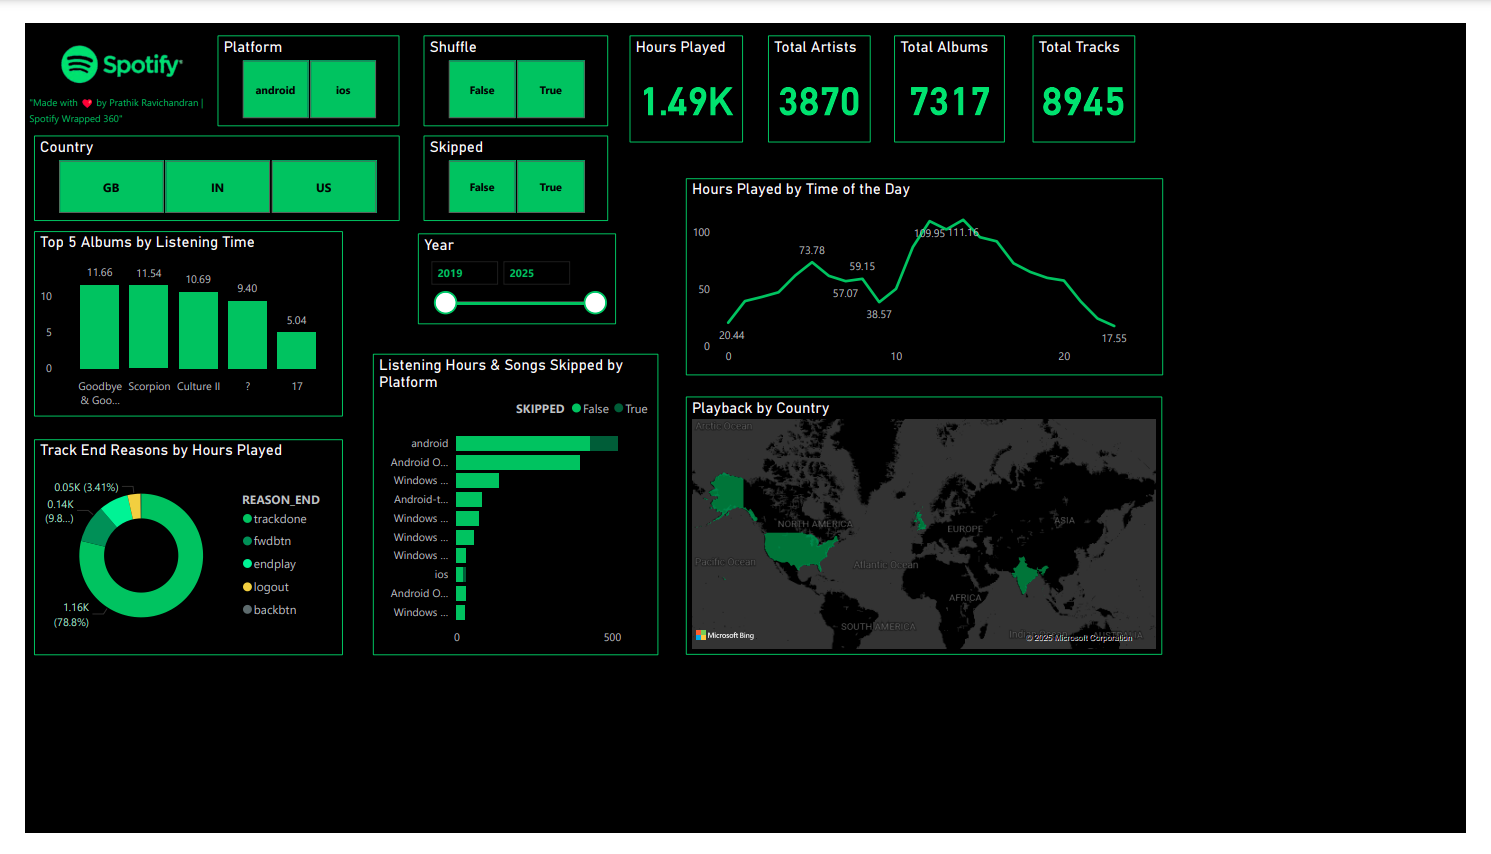 Spotify
"Made with ❤️ by Prathik Ravichandran |
Spotify Wrapped 360"
Platform
android
ios
Shuffle
False
True
Hours Played
1.49K
Total Artists
3870
Total Albums
7317
Total Tracks
8945
Country
GB
IN
US
Skipped
False
True
Top 5 Albums by Listening Time
11.66
11.54
10.69
9.40
5.04
10
5
0
Goodbye
& Goo...
Scorpion
Culture II
?
17
Year
2019
2025
Hours Played by Time of the Day
100
50
0
20.44
73.78
57.07
59.15
38.57
109.95
111.16
17.55
0
10
20
Track End Reasons by Hours Played
0.05K (3.41%)
0.14K
(9.8...)
1.16K
(78.8%)
REASON_END
trackdone
fwdbtn
endplay
logout
backbtn
Listening Hours & Songs Skipped by
Platform
SKIPPED
False
True
android
Android O...
Windows ...
Android-t...
Windows ...
Windows ...
Windows ...
ios
Android O...
Windows ...
0
500
Playback by Country
Arctic Ocean
NORTH AMERICA
EUROPE
ASIA
Pacific Ocean
Atlantic Ocean
AFRICA
SOUTH AMERICA
AUSTRALIA
Microsoft Bing
© 2025 Microsoft Corporation